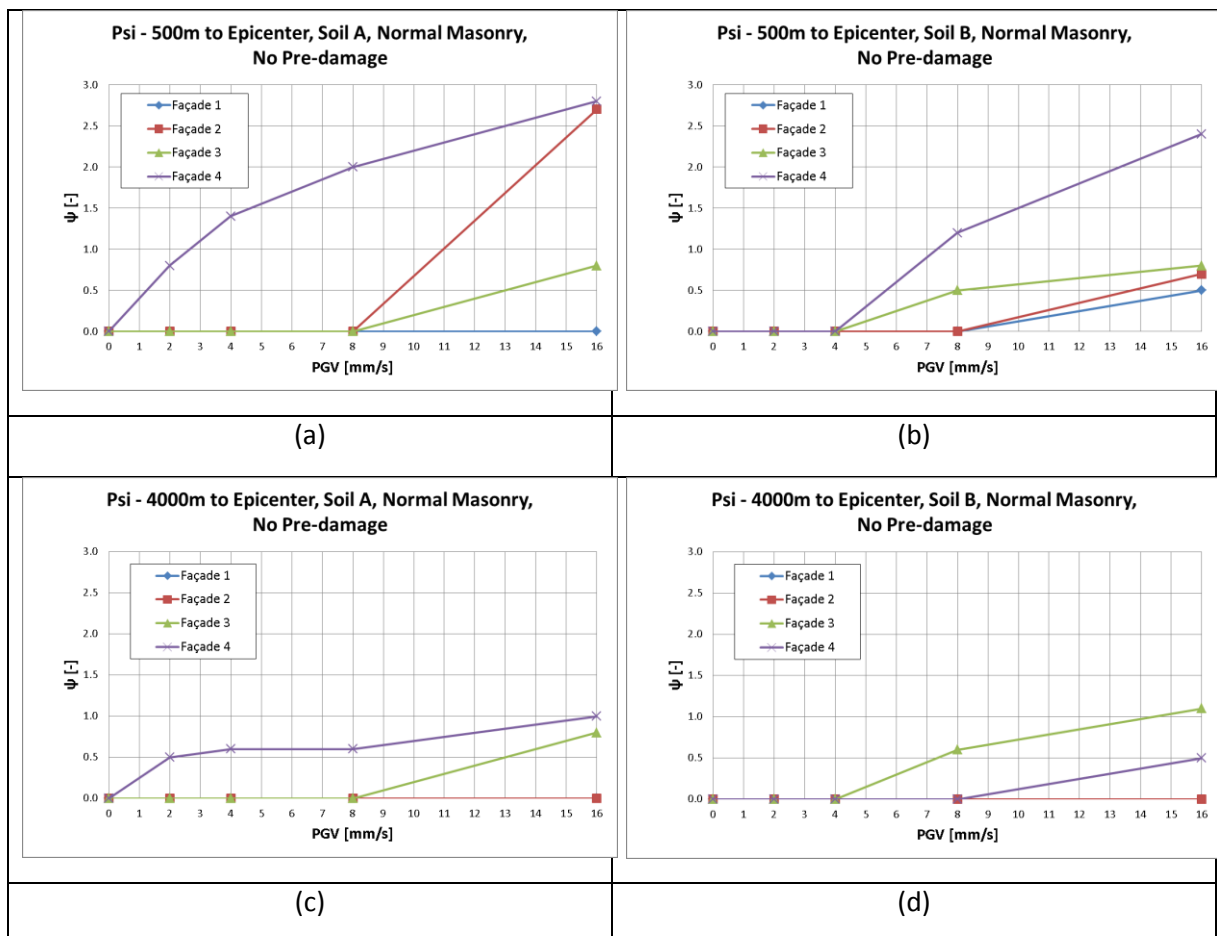 Psi - 500m to Epicenter, Soil A, Normal Masonry,
No Pre-damage
3.0
2.5
2.0
1.5
1.0
0.5
0.0
ψ [-]
Façade 1
Façade 2
Façade 3
Façade 4
0 1 2 3 4 5 6 7 8 9 10 11 12 13 14 15 16
PGV [mm/s]
(a)
Psi - 500m to Epicenter, Soil B, Normal Masonry,
No Pre-damage
3.0
2.5
2.0
1.5
1.0
0.5
0.0
ψ [-]
Façade 1
Façade 2
Façade 3
Façade 4
0 1 2 3 4 5 6 7 8 9 10 11 12 13 14 15 16
PGV [mm/s]
(b)
Psi - 4000m to Epicenter, Soil A, Normal Masonry,
No Pre-damage
3.0
2.5
2.0
1.5
1.0
0.5
0.0
ψ [-]
Façade 1
Façade 2
Façade 3
Façade 4
0 1 2 3 4 5 6 7 8 9 10 11 12 13 14 15 16
PGV [mm/s]
(c)
Psi - 4000m to Epicenter, Soil B, Normal Masonry,
No Pre-damage
3.0
2.5
2.0
1.5
1.0
0.5
0.0
ψ [-]
Façade 1
Façade 2
Façade 3
Façade 4
0 1 2 3 4 5 6 7 8 9 10 11 12 13 14 15 16
PGV [mm/s]
(d)